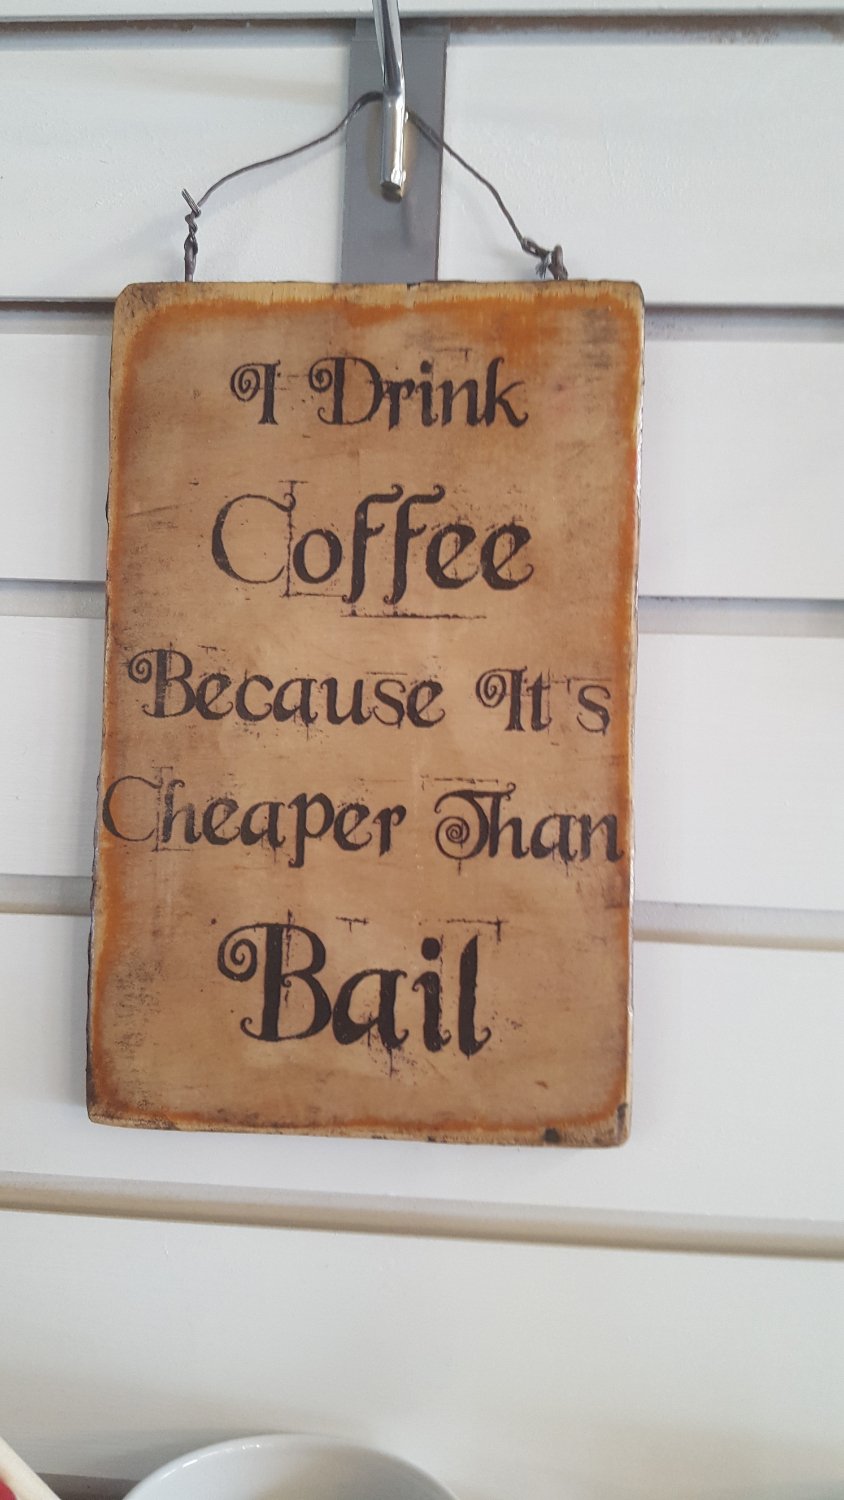 I Drink
Coffee
Because It's
Cheaper Than
Bail